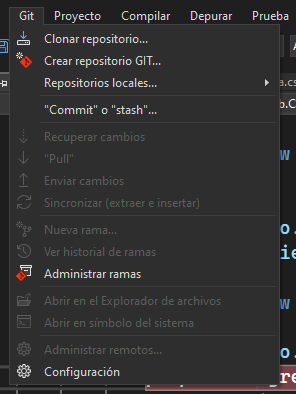 Git Proyecto Compilar Depurar Prueba
Clonar repositorio...
Crear repositorio GIT...
Repositorios locales...
"Commit" o "stash"...
Recuperar cambios
"Pull"
Enviar cambios
Sincronizar (extraer e insertar)
Nueva rama...
Ver historial de ramas
Administrar ramas
Abrir en el Explorador de archivos
Abrir en símbolo del sistema
Administrar remotos...
Configuración